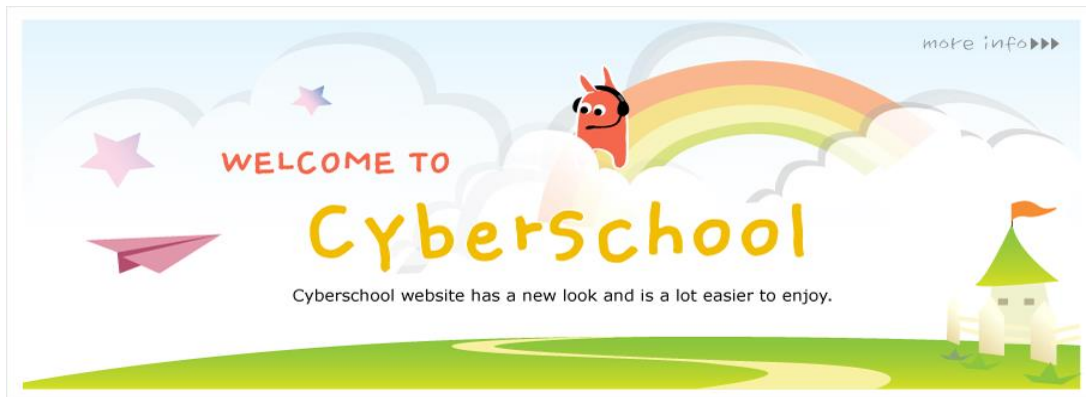 more info
WELCOME TO
Cyberschool
Cyberschool website has a new look and is a lot easier to enjoy.